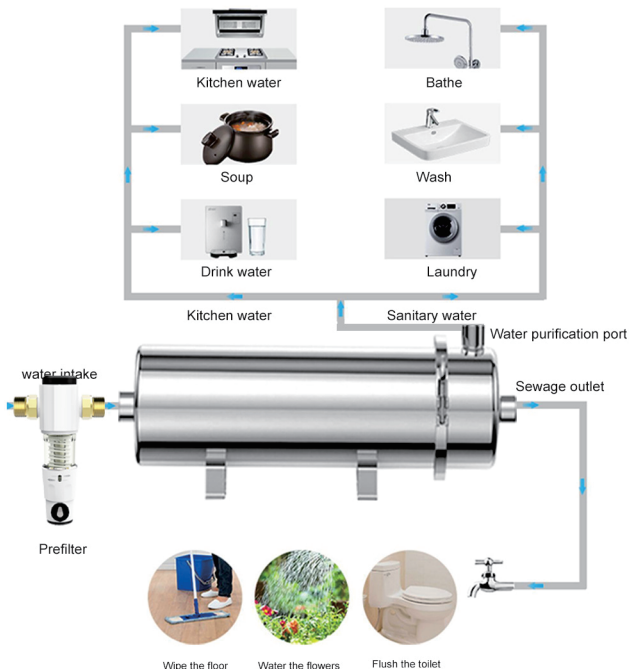 Kitchen water
Bathe
Soup
Wash
Drink water
Laundry
Kitchen water
Sanitary water
Water purification port
water intake
Sewage outlet
Prefilter
Wipe the floor
Water the flowers
Flush the toilet